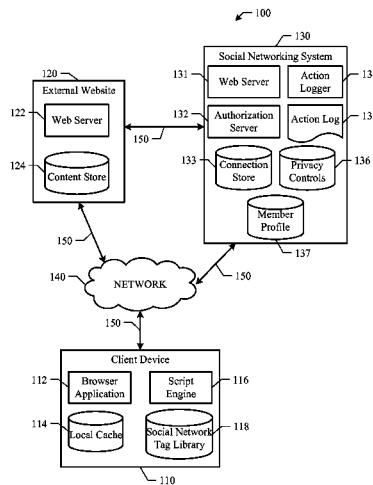 100
130
120
Social Networking System
External Website
131
Web Server
Action
Logger
13
122
Web Server
132
Authorization
Server
Action Log
13
150
124
Content Store
133
Connection
Store
Privacy
Controls
136
Member
Profile
137
150
150
140
NETWORK
150
Client Device
112
Browser
Application
Script
Engine
116
114
Local Cache
Social Network
Tag Library
118
110